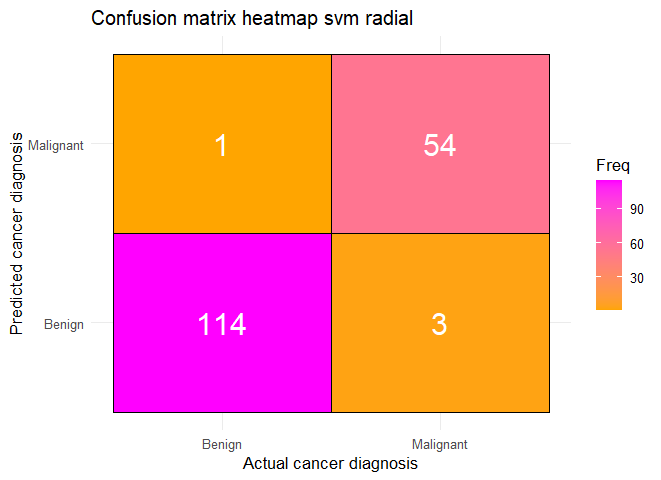 Confusion matrix heatmap svm radial
Predicted cancer diagnosis
Malignant
Benign
1
54
114
3
Benign
Malignant
Actual cancer diagnosis
Freq
90
60
30